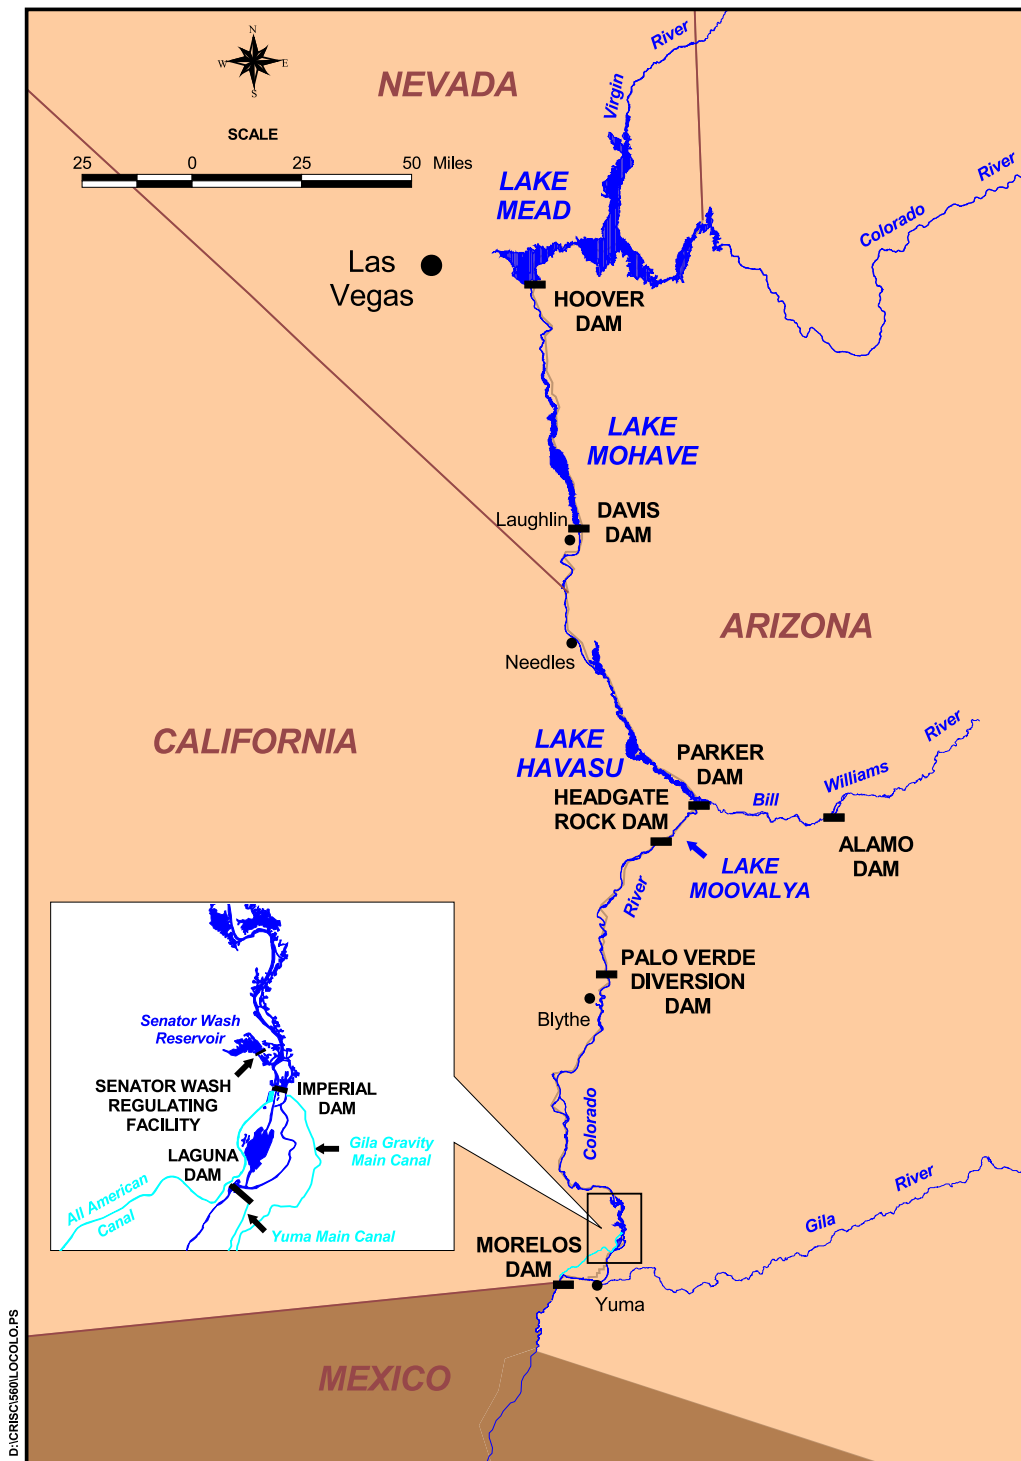 N
W
E
S
SCALE
25
0
25
50 Miles
NEVADA
Virgin
River
LAKE
MEAD
Las
Vegas
Colorado
River
HOOVER
DAM
LAKE
MOHAVE
Laughlin
DAVIS
DAM
ARIZONA
Needles
CALIFORNIA
LAKE
HAVASU
PARKER
DAM
HEADGATE
ROCK DAM
Bill
Williams
River
ALAMO
DAM
LAKE
MOOVALYA
River
PALO VERDE
DIVERSION
DAM
Blythe
Colorado
Senator Wash
Reservoir
SENATOR WASH
REGULATING
FACILITY
IMPERIAL
DAM
LAGUNA
DAM
Gila Gravity
Main Canal
All American
Canal
Yuma Main Canal
Gila
River
MORELOS
DAM
Yuma
MEXICO
D:\CRISC\560\LOCOLO.PS